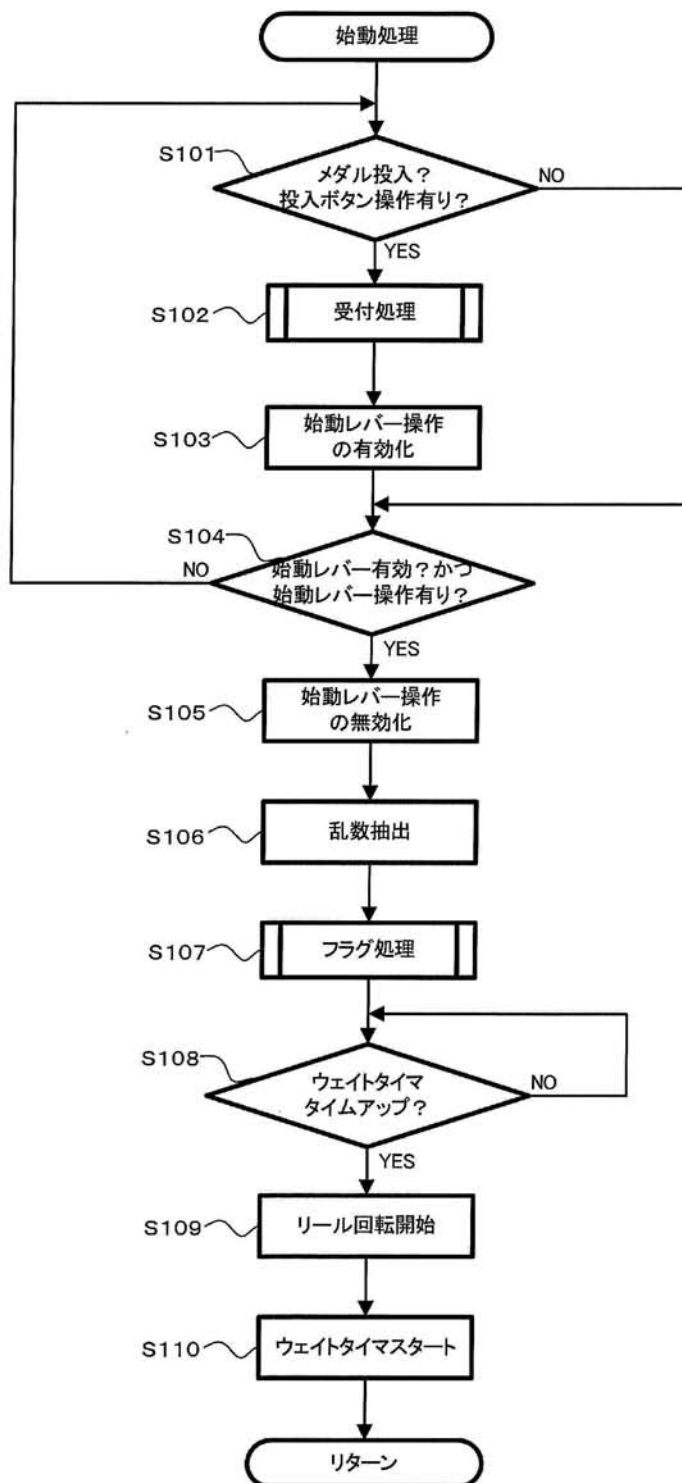 始動処理
S101
メダル投入？
投入ボタン操作有り？
NO
YES
S102
受付処理
S103
始動レバー操作
の有効化
S104
始動レバー有効？かつ
始動レバー操作有り？
NO
YES
S105
始動レバー操作
の無効化
S106
乱数抽出
S107
フラグ処理
S108
ウェイトタイマ
タイムアップ？
NO
YES
S109
リール回転開始
S110
ウェイトタイマスタート
リターン